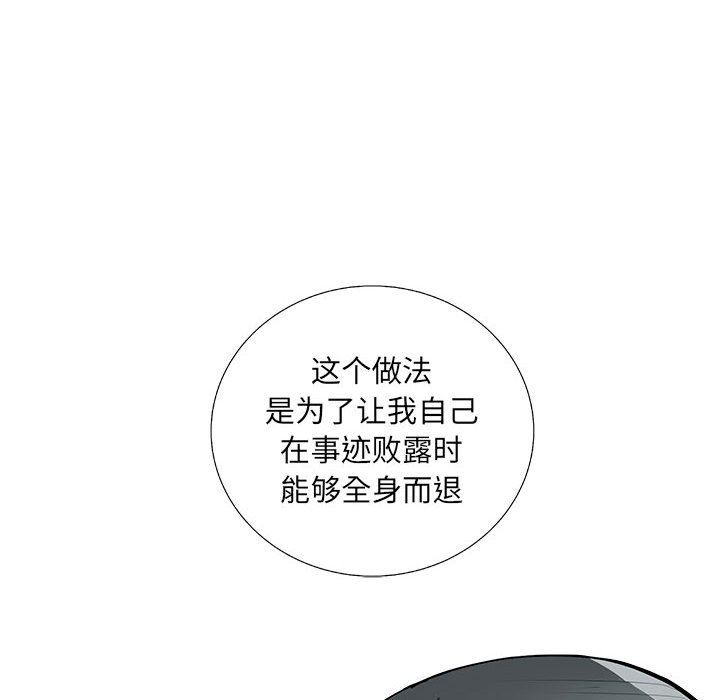 这个做法
是为了让我自己
在事迹败露时
能够全身而退